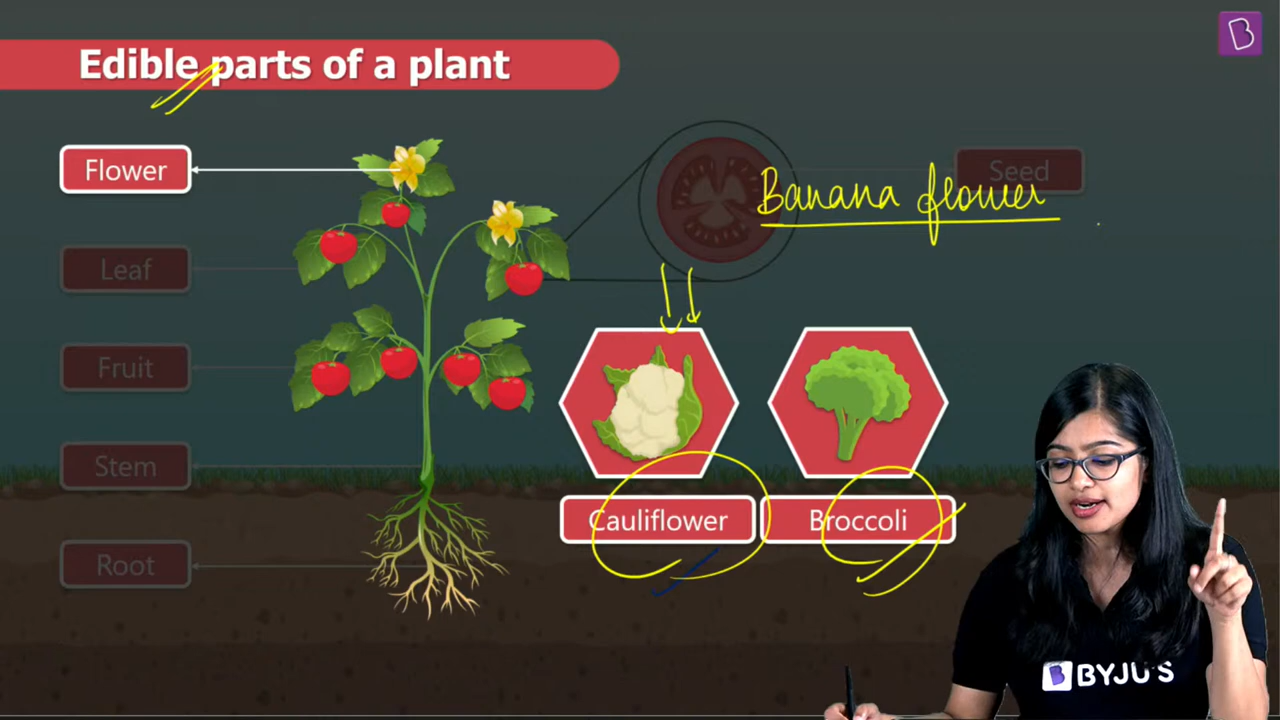 Edible parts of a plant
Flower
Seed
Banana flower
Leaf
Fruit
Stem
Cauliflower
Broccoli
Root
BYJU'S